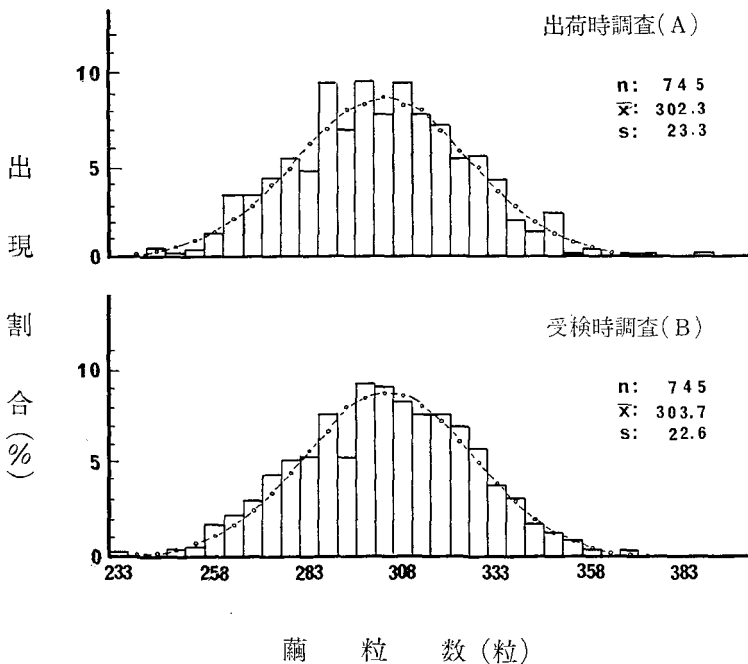 出荷時調査(A)
n: 745
x̄: 302.3
s: 23.3
10
5
0
受検時調査(B)
n: 745
x̄: 303.7
s: 22.6
10
5
0
233 258 283 308 333 358 383
出現割合(%)
繭粒数(粒)